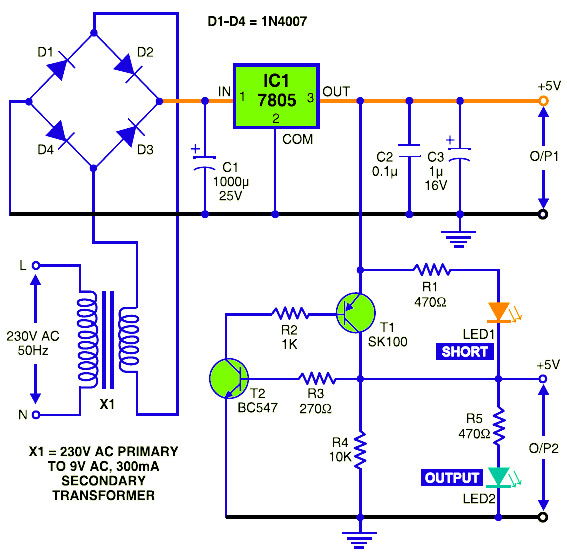 D1-D4 = 1N4007
D1
D2
D4
D3
IN
1
IC1
7805
2
3
OUT
COM
+5V
+
C1
1000µ
25V
C2
0.1µ
+
C3
1µ
16V
O/P1
L
230V AC
50Hz
N
X1
R1
470Ω
LED1
SHORT
R2
1K
T1
SK100
T2
BC547
R3
270Ω
+5V
R4
10K
R5
470Ω
O/P2
OUTPUT
LED2
X1 = 230V AC PRIMARY
TO 9V AC, 300mA
SECONDARY
TRANSFORMER